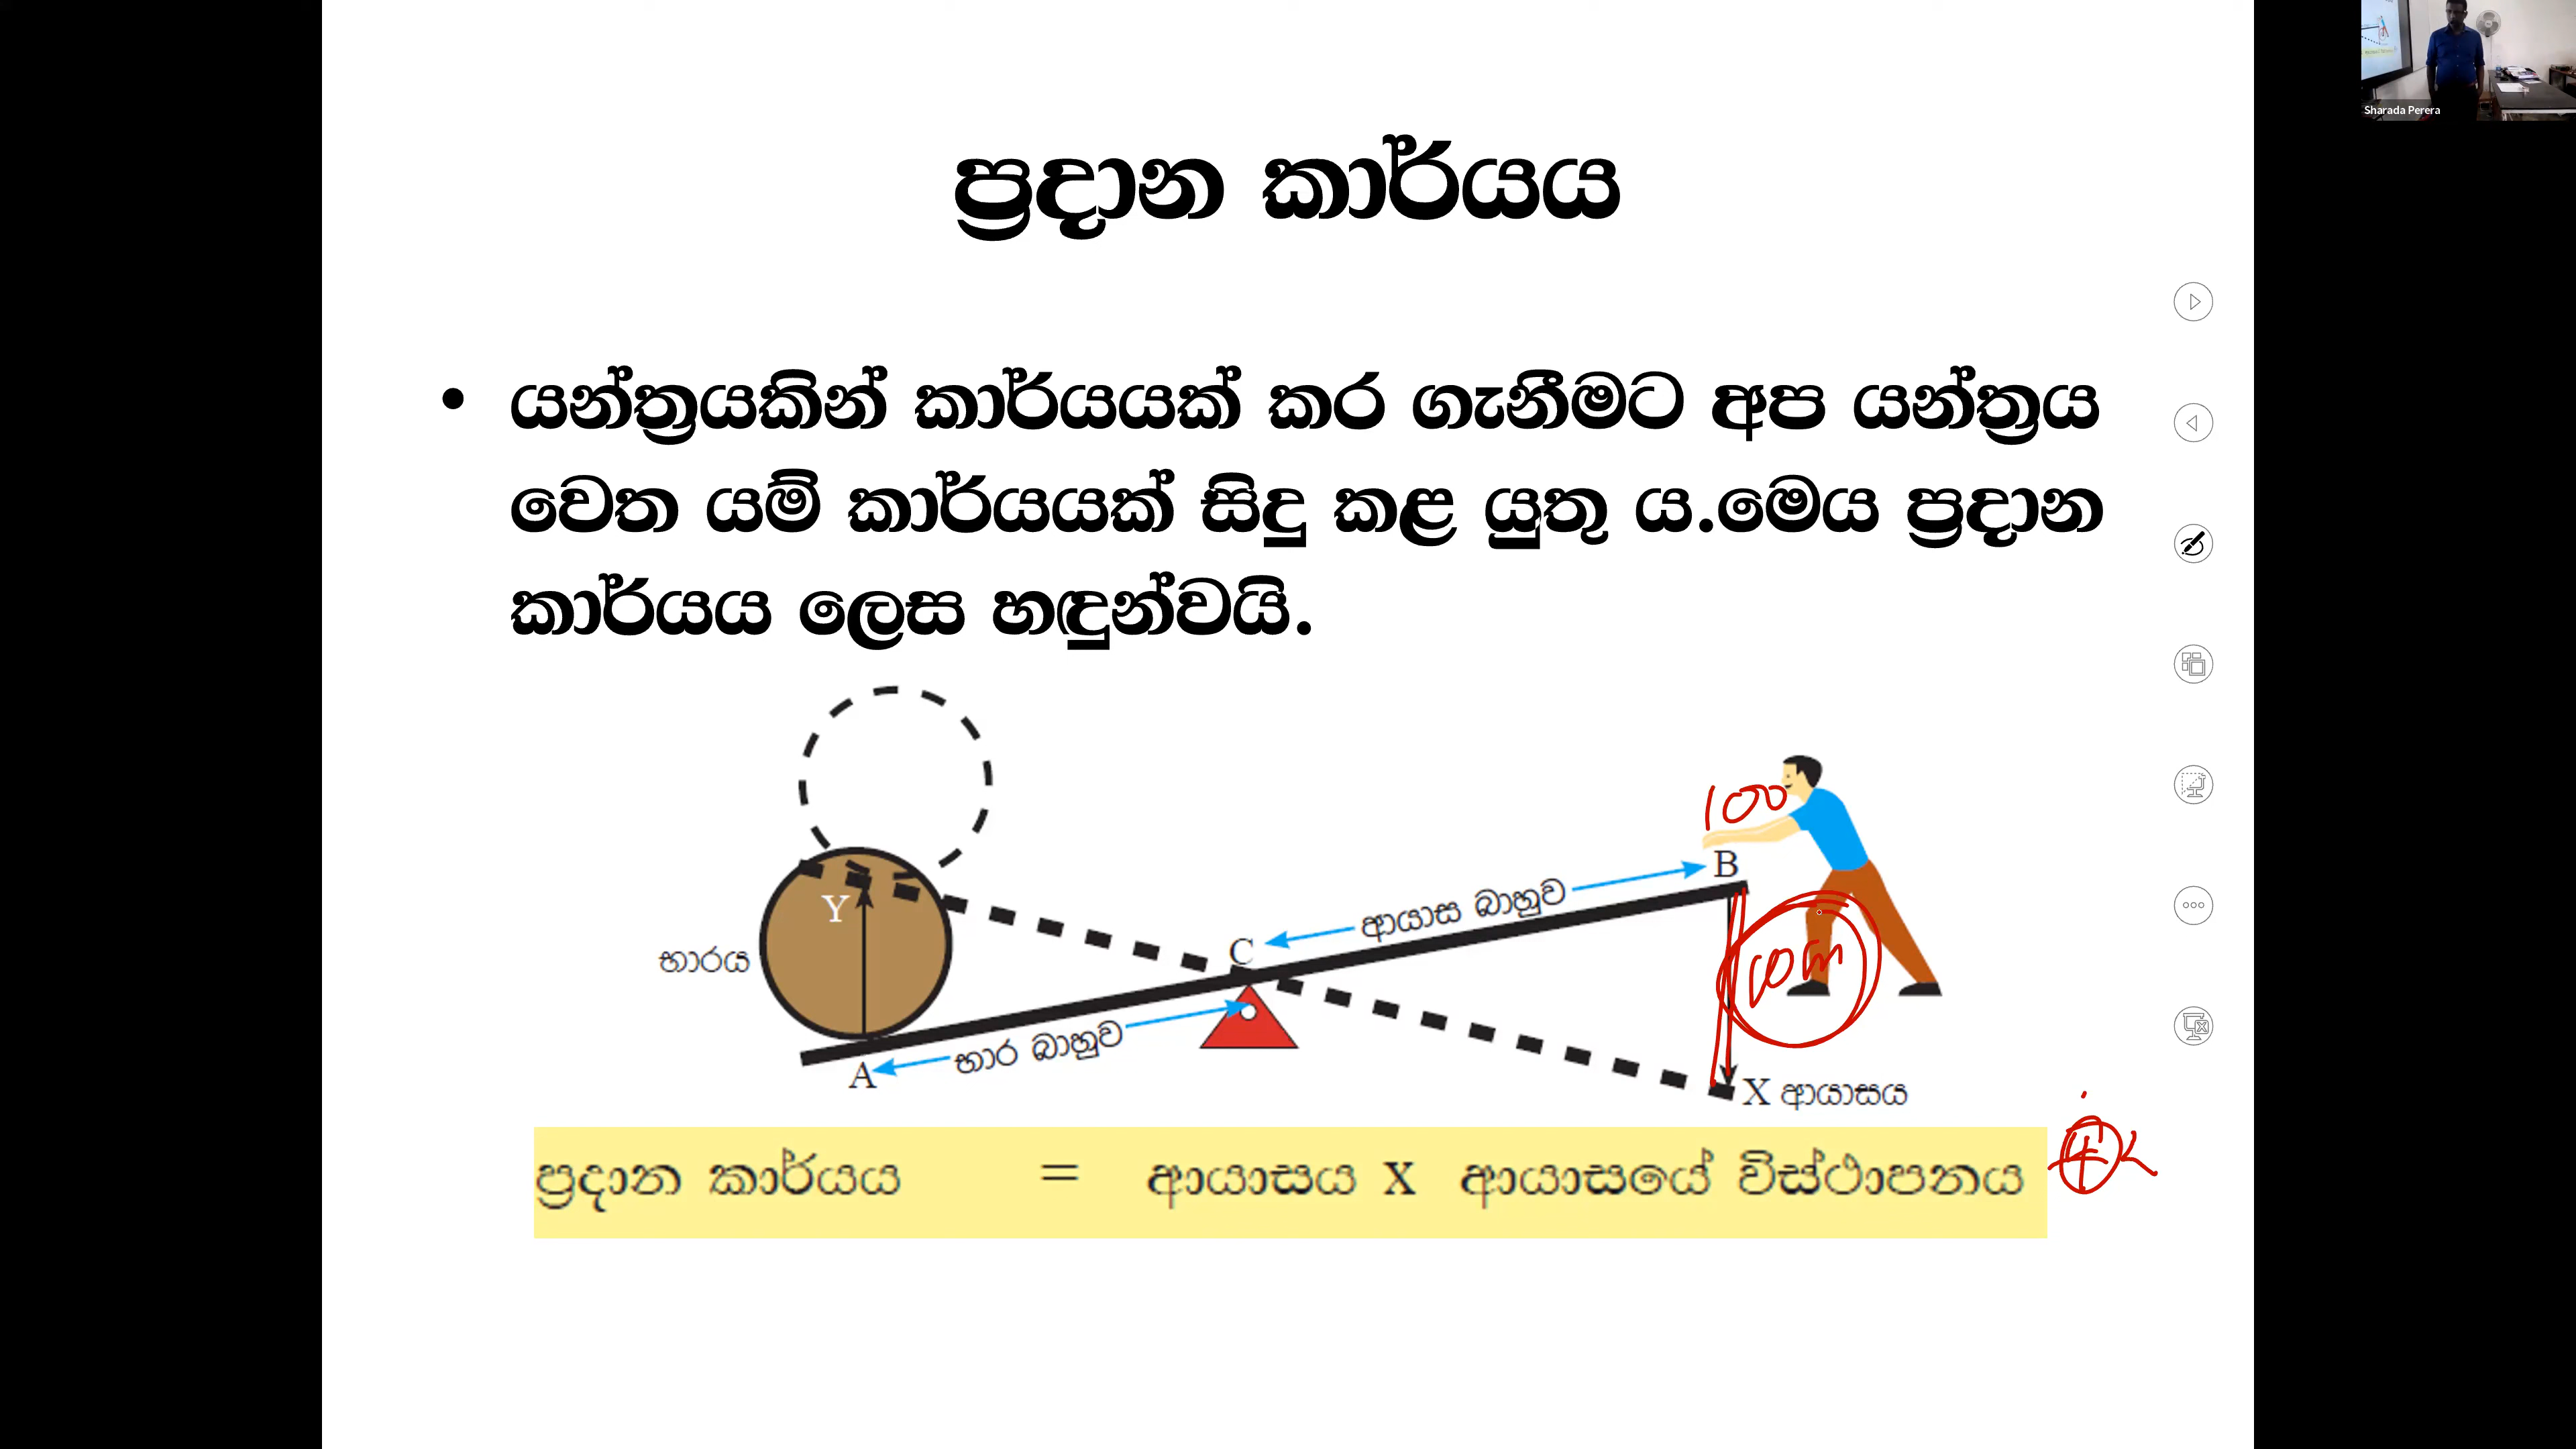 Sharada Perera
ප්‍රදාන කාර්යය
• යන්ත්‍රයකින් කාර්යයක් කර ගැනීමට අප යන්ත්‍රය
වෙත යම් කාර්යයක් සිදු කළ යුතු ය.මෙය ප්‍රදාන
කාර්යය ලෙස හඳුන්වයි.
100
B
ආයාස බාහුව
Y
C
භාරය
10m
භාර බාහුව
A
X ආයාසය
ප්‍රදාන කාර්යය = ආයාසය x ආයාසයේ විස්ථාපනය